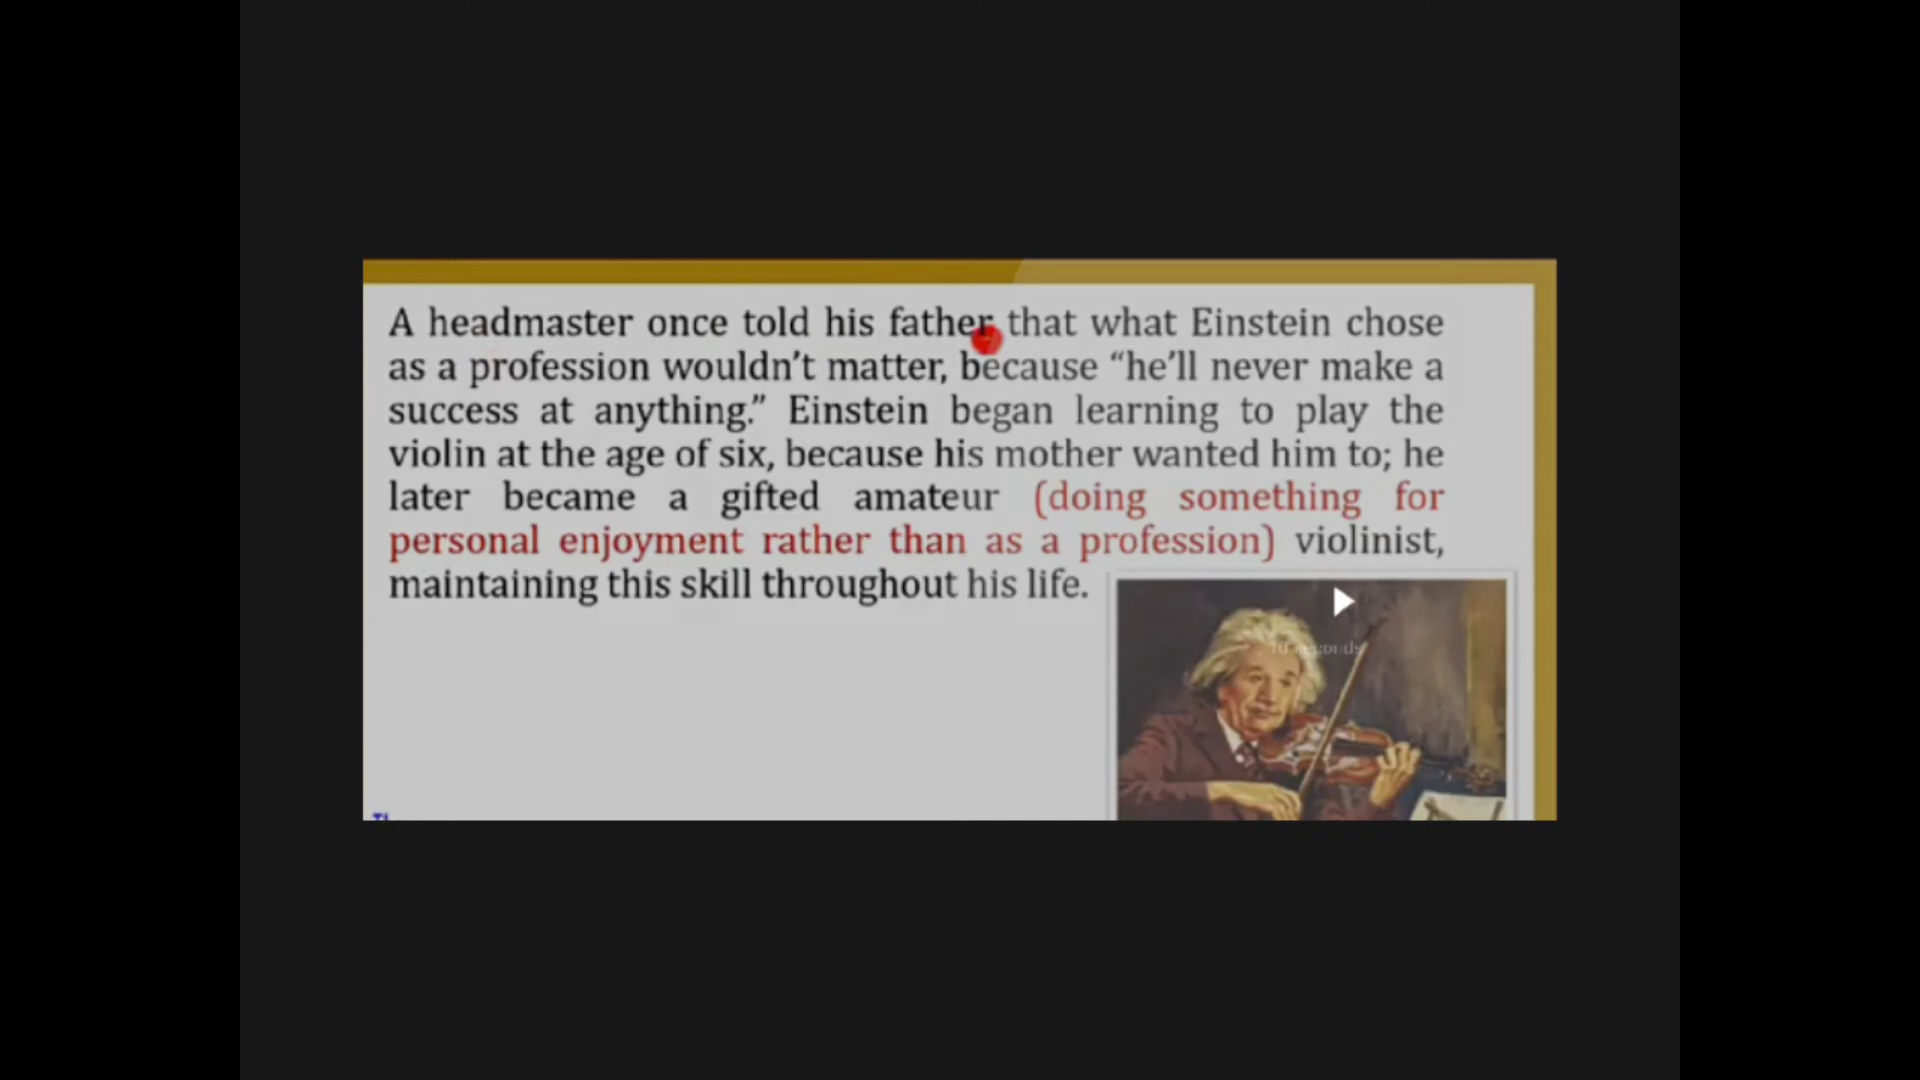 A headmaster once told his father that what Einstein chose
as a profession wouldn’t matter, because “he’ll never make a
success at anything.” Einstein began learning to play the
violin at the age of six, because his mother wanted him to; he
later became a gifted amateur (doing something for
personal enjoyment rather than as a profession) violinist,
maintaining this skill throughout his life.
10 seconds